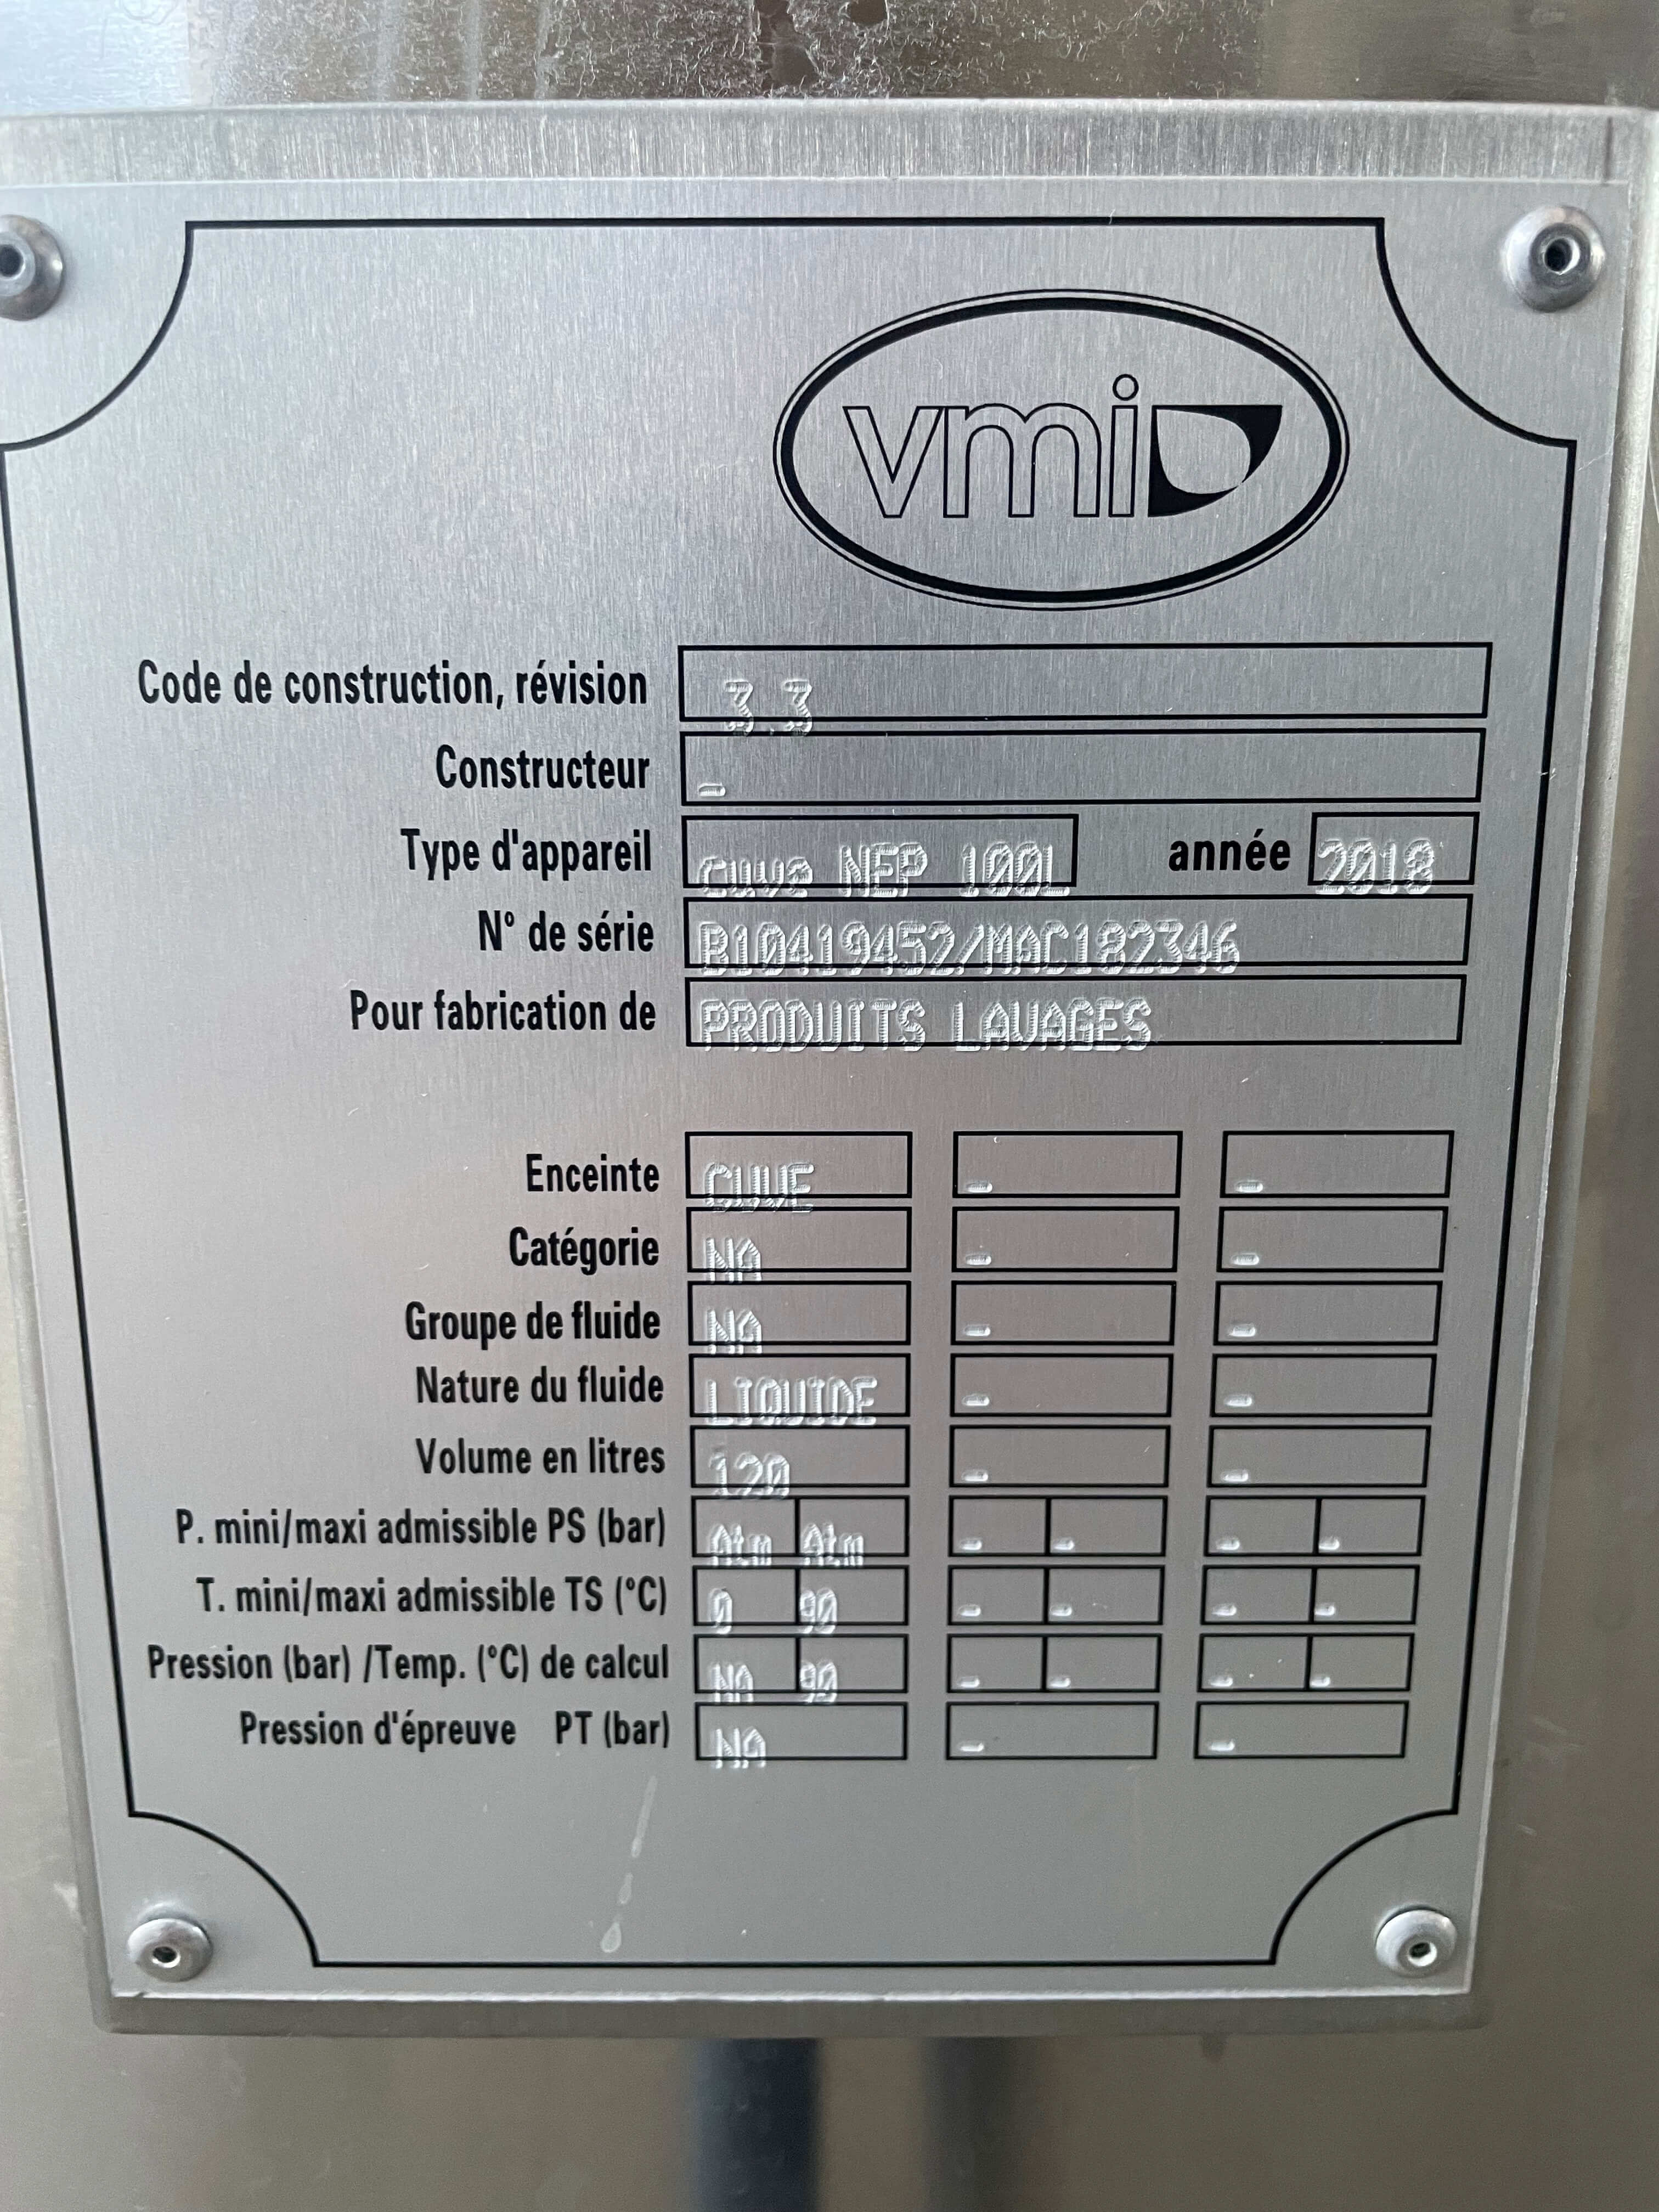 vmi
Code de construction, révision 3.3
Constructeur -
Type d'appareil Cuve NEP 100L année 2018
N° de série B10419452/MAC182346
Pour fabrication de PRODUITS LAVAGES
Enceinte CUVE - -
Catégorie NA - -
Groupe de fluide NA - -
Nature du fluide LIQUIDE - -
Volume en litres 120 - -
P. mini/maxi admissible PS (bar) Atm Atm - - - -
T. mini/maxi admissible TS (°C) 0 90 - - - -
Pression (bar) /Temp. (°C) de calcul NA 90 - - - -
Pression d'épreuve PT (bar) NA - -